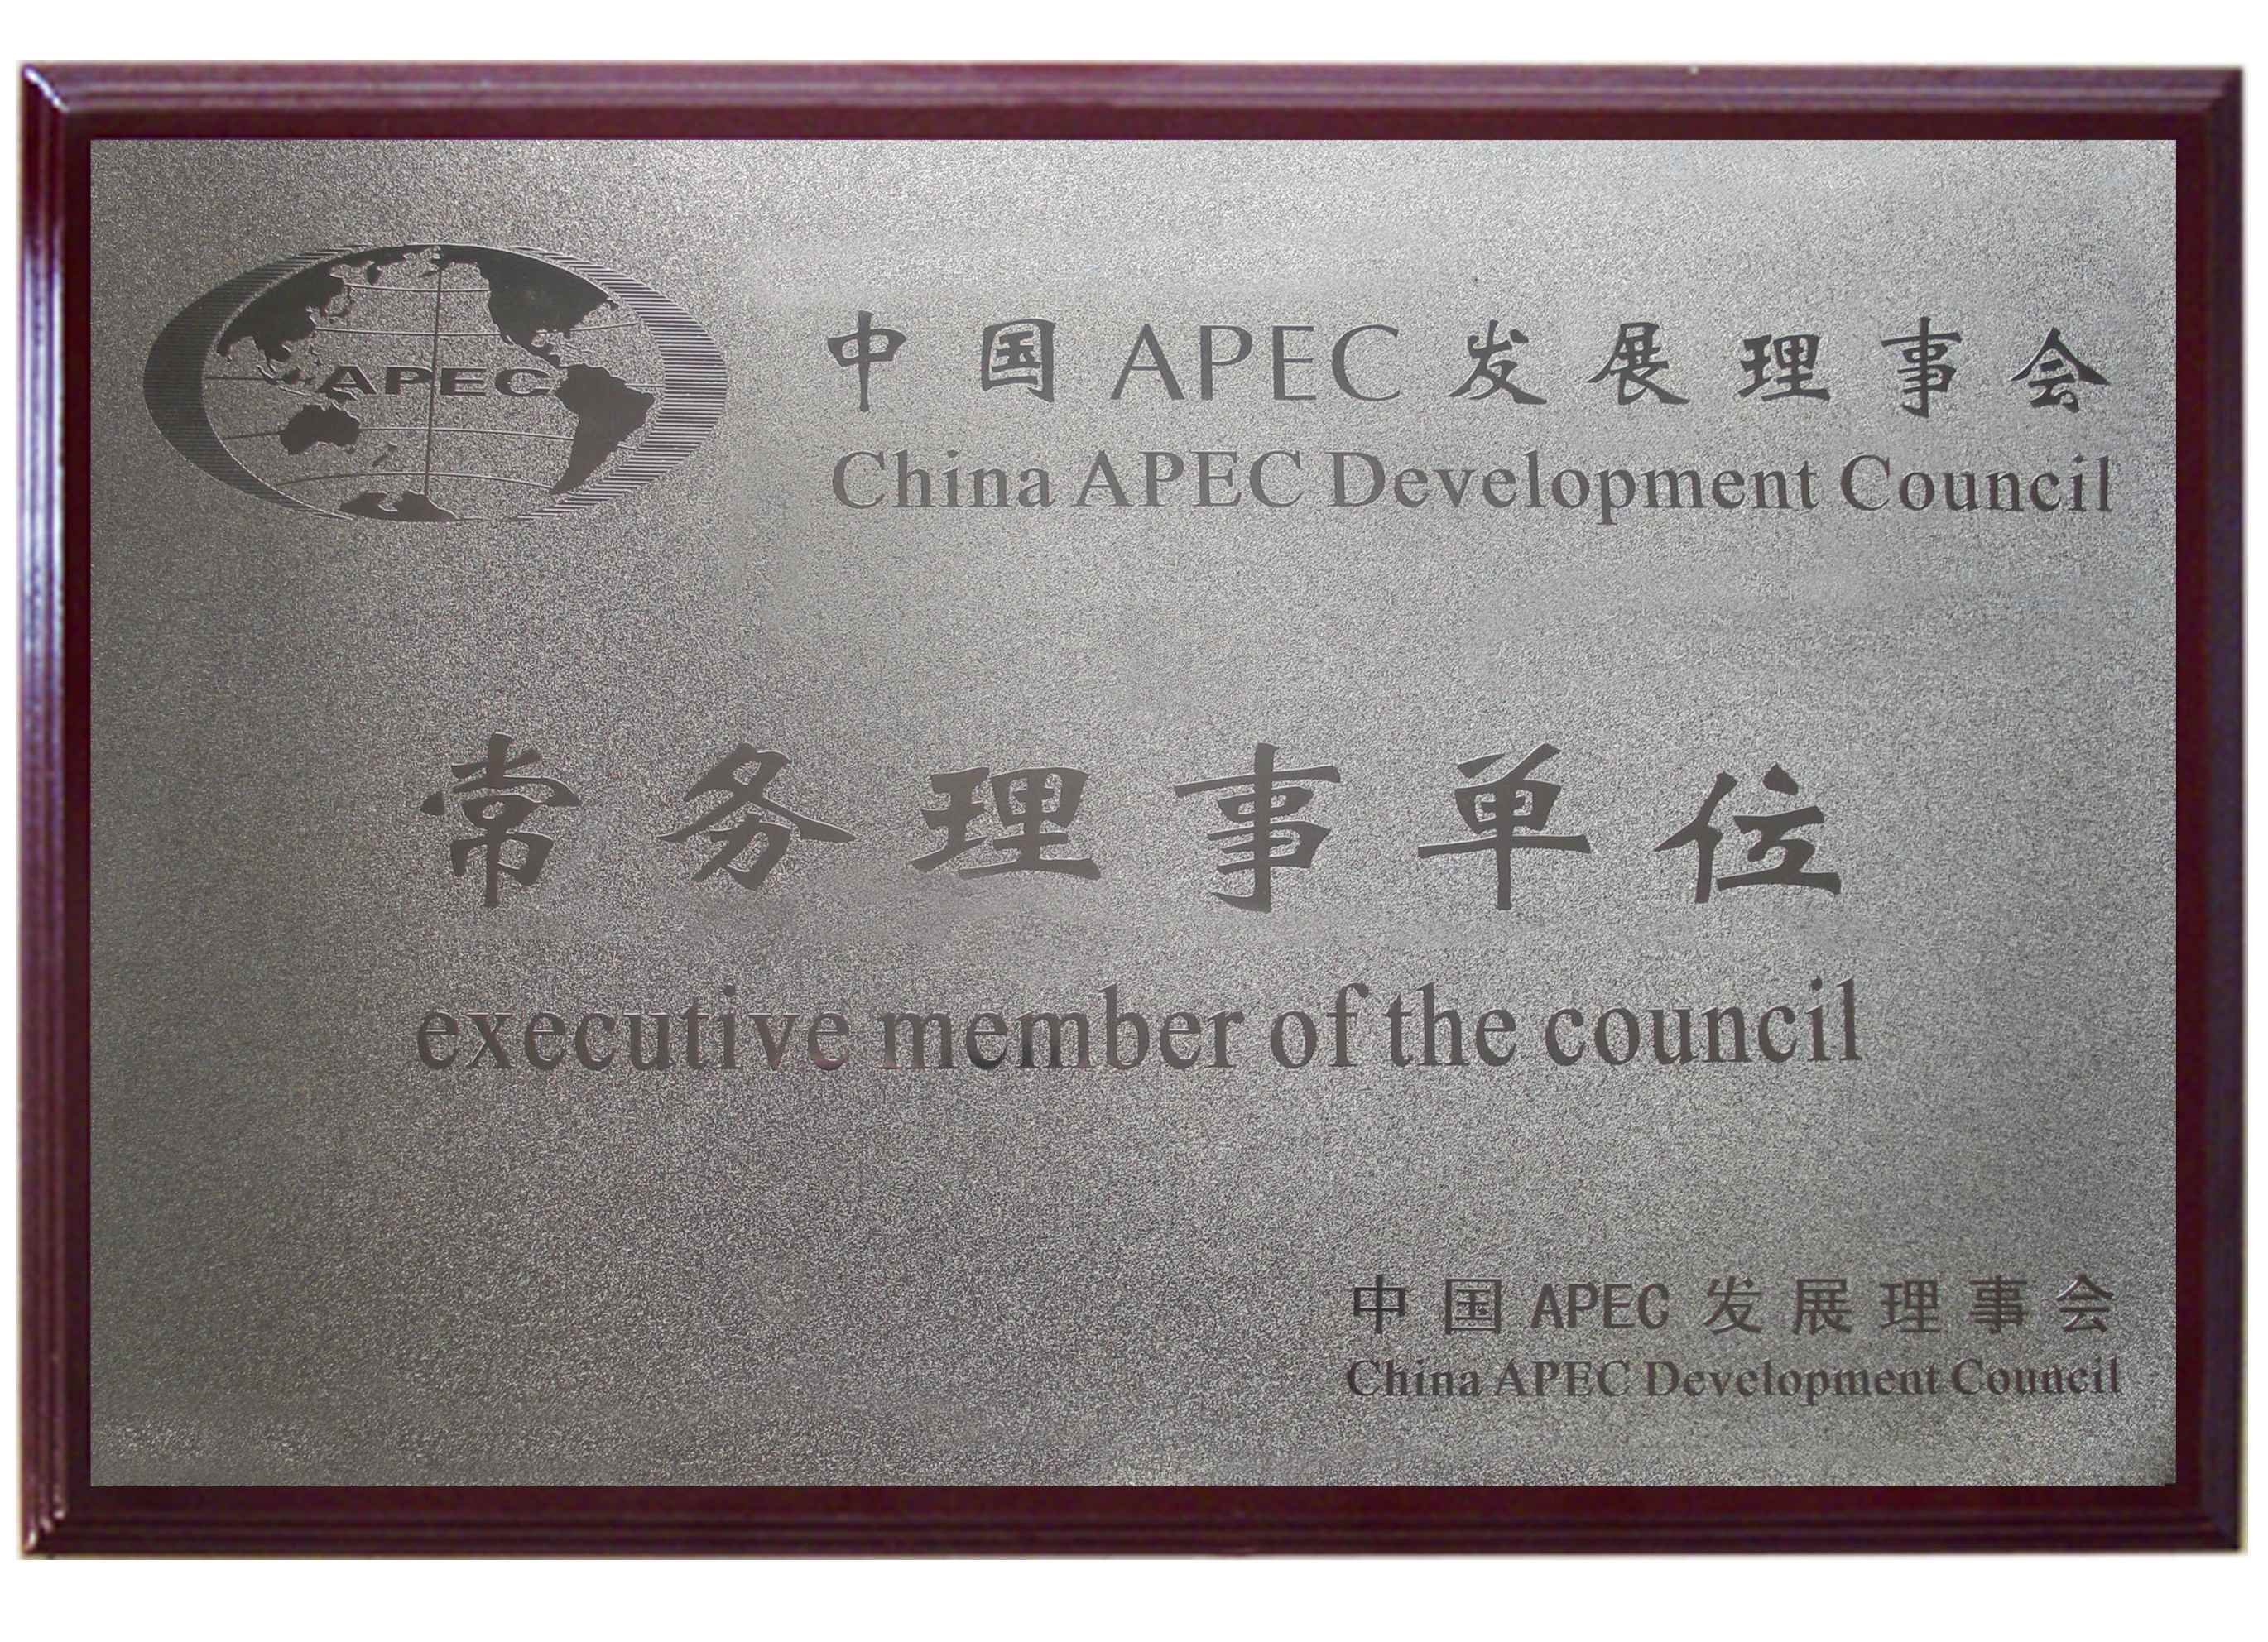 APEC
中国APEC发展理事会
China APEC Development Council
常务理事单位
executive member of the council
中国APEC发展理事会
China APEC Development Council